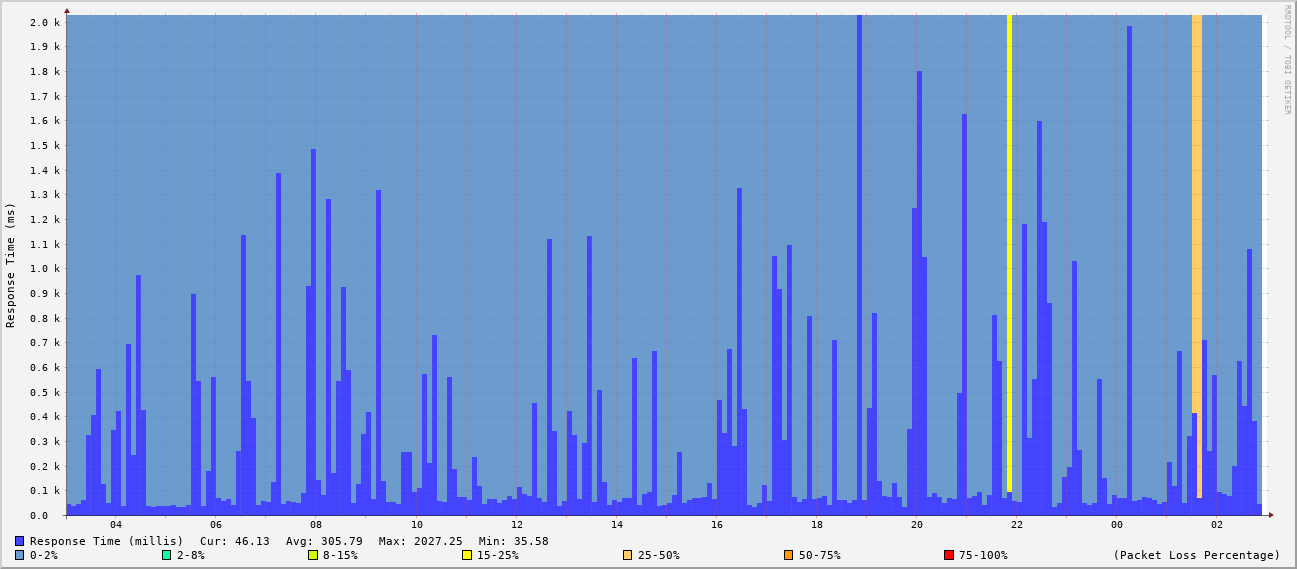 RRDTOOL / TOBI OETIKER
Response Time (ms)
2.0 k
1.9 k
1.8 k
1.7 k
1.6 k
1.5 k
1.4 k
1.3 k
1.2 k
1.1 k
1.0 k
0.9 k
0.8 k
0.7 k
0.6 k
0.5 k
0.4 k
0.3 k
0.2 k
0.1 k
0.0
04 06 08 10 12 14 16 18 20 22 00 02
Response Time (millis) Cur: 46.13 Avg: 305.79 Max: 2027.25 Min: 35.58
0-2% 2-8% 8-15% 15-25% 25-50% 50-75% 75-100% (Packet Loss Percentage)